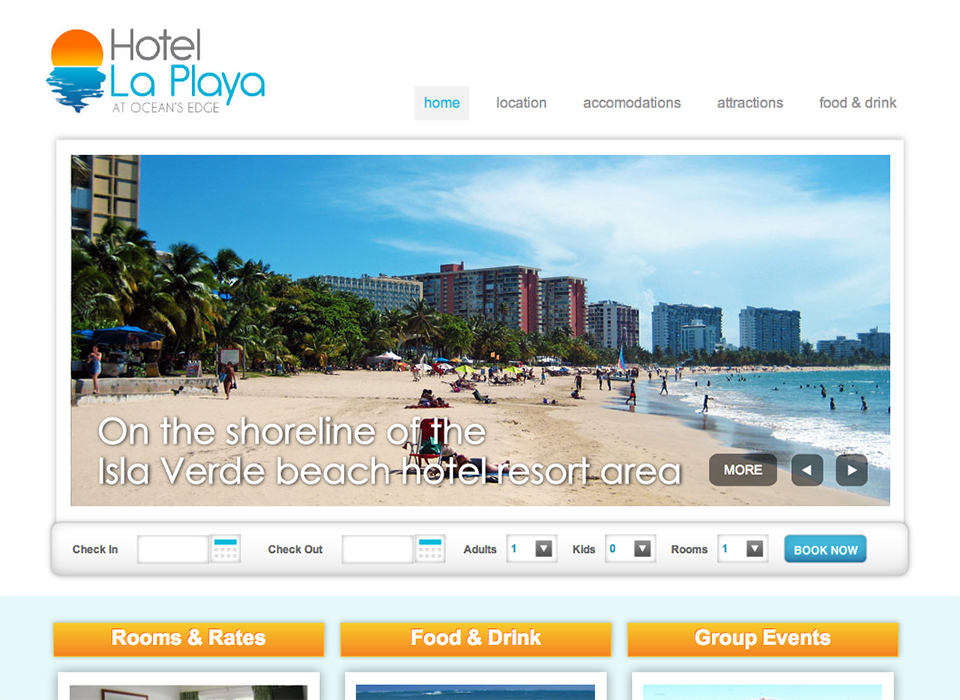 Hotel
La Playa
AT OCEAN'S EDGE
home location accomodations attractions food & drink
On the shoreline of the
Isla Verde beach hotel resort area
MORE
Check In Check Out Adults 1 Kids 0 Rooms 1 BOOK NOW
Rooms & Rates Food & Drink Group Events